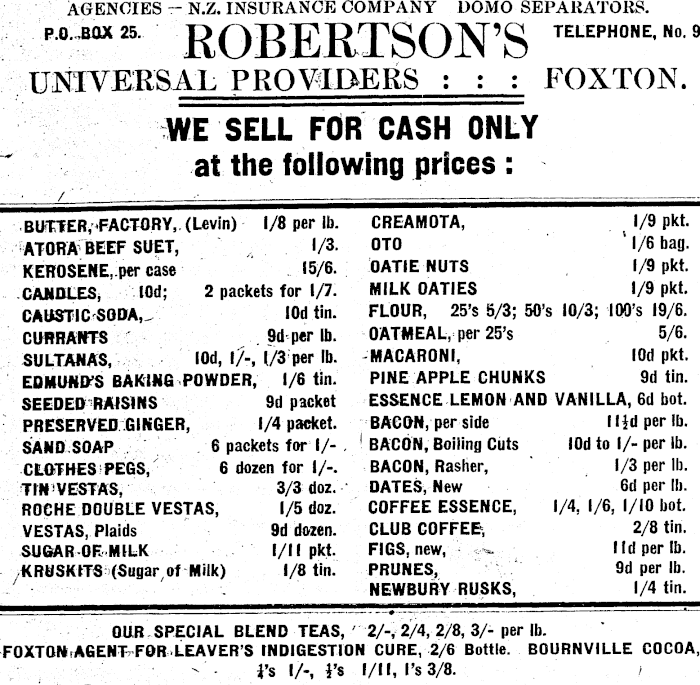 AGENCIES — N.Z. INSURANCE COMPANY DOMO SEPARATORS.
P.O. BOX 25.
ROBERTSON'S
TELEPHONE, No. 9
UNIVERSAL PROVIDERS : : : FOXTON.
WE SELL FOR CASH ONLY
at the following prices :
BUTTER, FACTORY, (Levin) 1/8 per lb.
ATORA BEEF SUET, 1/3.
KEROSENE, per case 15/6.
CANDLES, 10d; 2 packets for 1/7.
CAUSTIC SODA, 10d tin.
CURRANTS 9d per lb.
SULTANAS, 10d, 1/-, 1/3 per lb.
EDMUND'S BAKING POWDER, 1/6 tin.
SEEDED RAISINS 9d packet
PRESERVED GINGER, 1/4 packet.
SAND SOAP 6 packets for 1/-
CLOTHES PEGS, 6 dozen for 1/-.
TIN VESTAS, 3/3 doz.
ROCHE DOUBLE VESTAS, 1/5 doz.
VESTAS, Plaids 9d dozen.
SUGAR OF MILK 1/11 pkt.
KRUSKITS (Sugar of Milk) 1/8 tin.
CREAMOTA, 1/9 pkt.
OTO 1/6 bag.
OATIE NUTS 1/9 pkt.
MILK OATIES 1/9 pkt.
FLOUR, 25's 5/3; 50's 10/3; 100's 19/6.
OATMEAL, per 25's 5/6.
MACARONI, 10d pkt.
PINE APPLE CHUNKS 9d tin.
ESSENCE LEMON AND VANILLA, 6d bot.
BACON, per side 11½d per lb.
BACON, Boiling Cuts 10d to 1/- per lb.
BACON, Rasher, 1/3 per lb.
DATES, New 6d per lb.
COFFEE ESSENCE, 1/4, 1/6, 1/10 bot.
CLUB COFFEE, 2/8 tin.
FIGS, new, 11d per lb.
PRUNES, 9d per lb.
NEWBURY RUSKS, 1/4 tin.
OUR SPECIAL BLEND TEAS, 2/-, 2/4, 2/8, 3/- per lb.
FOXTON AGENT FOR LEAVER'S INDIGESTION CURE, 2/6 Bottle. BOURNVILLE COCOA,
¼'s 1/-, ½'s 1/11, 1's 3/8.